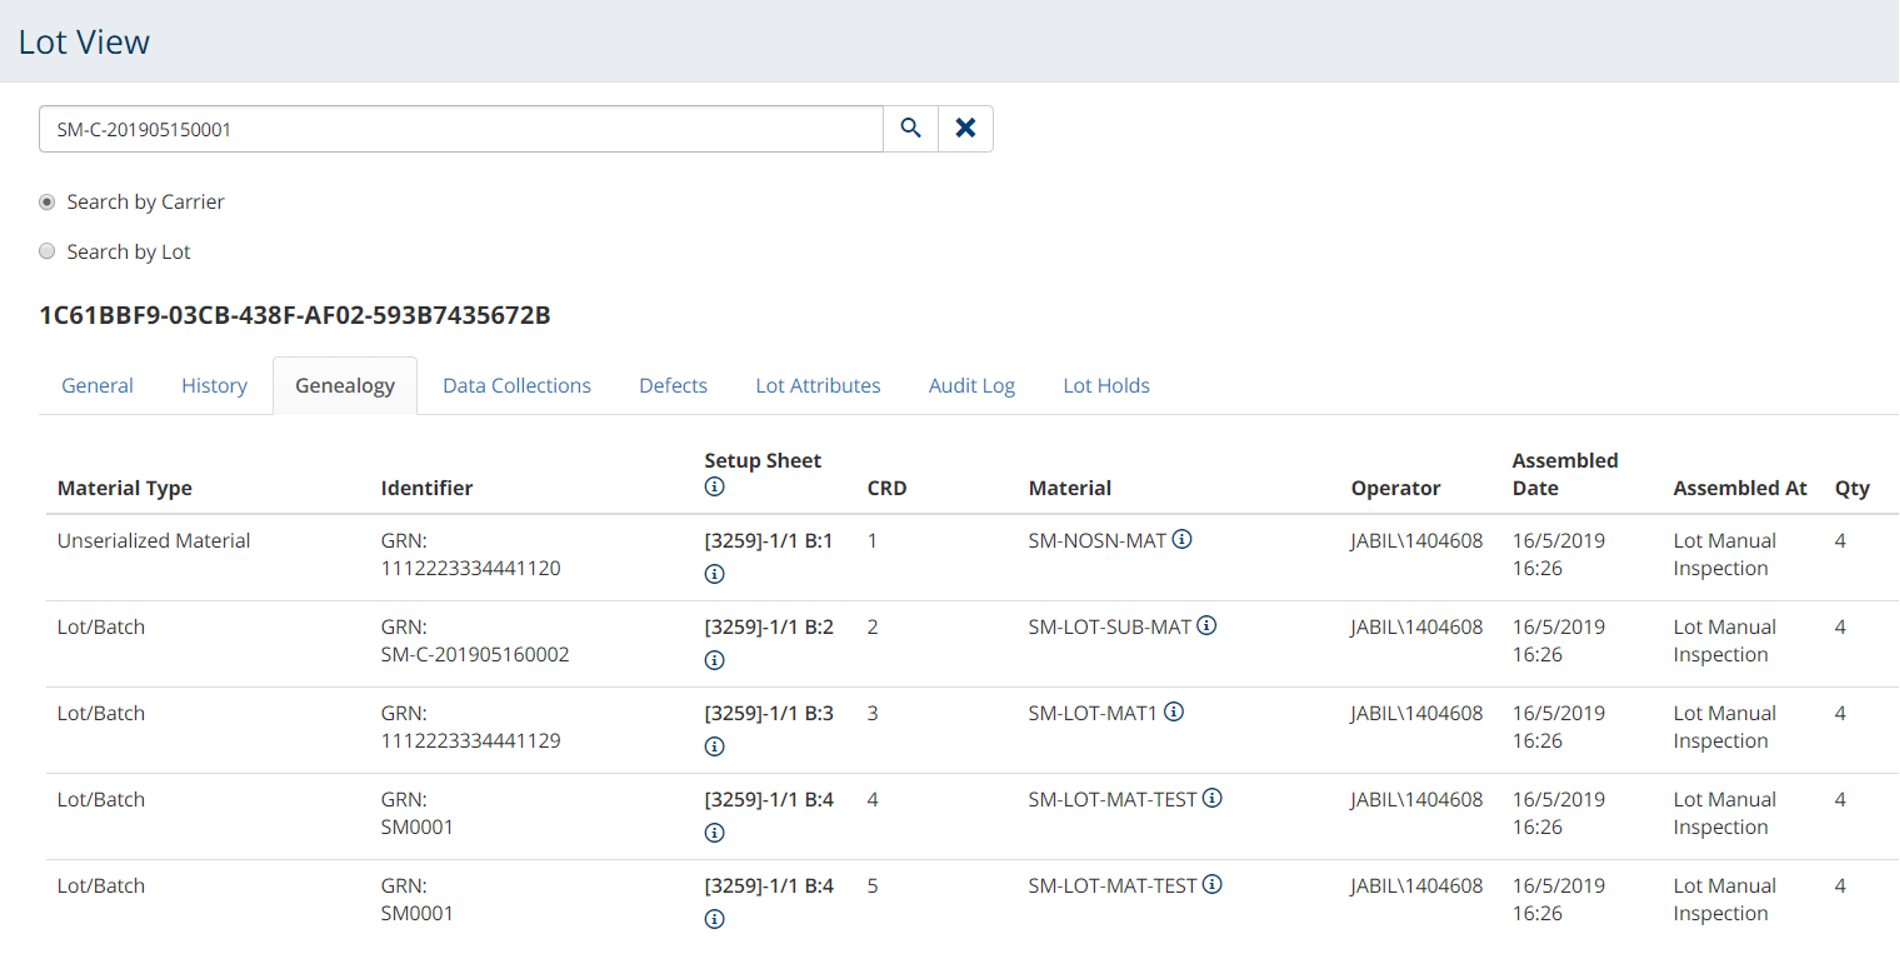 Lot View
SM-C-201905150001
Search by Carrier
Search by Lot
1C61BBF9-03CB-438F-AF02-593B7435672B
General History Genealogy Data Collections Defects Lot Attributes Audit Log Lot Holds
Material Type Identifier Setup Sheet CRD Material Operator Assembled Date Assembled At Qty
Unserialized Material GRN: [3259]-1/1 B:1 1 SM-NOSN-MAT JABIL\1404608 16/5/2019 Lot Manual 4
1112223334441120 16:26 Inspection
Lot/Batch GRN: [3259]-1/1 B:2 2 SM-LOT-SUB-MAT JABIL\1404608 16/5/2019 Lot Manual 4
SM-C-201905160002 16:26 Inspection
Lot/Batch GRN: [3259]-1/1 B:3 3 SM-LOT-MAT1 JABIL\1404608 16/5/2019 Lot Manual 4
1112223334441129 16:26 Inspection
Lot/Batch GRN: [3259]-1/1 B:4 4 SM-LOT-MAT-TEST JABIL\1404608 16/5/2019 Lot Manual 4
SM0001 16:26 Inspection
Lot/Batch GRN: [3259]-1/1 B:4 5 SM-LOT-MAT-TEST JABIL\1404608 16/5/2019 Lot Manual 4
SM0001 16:26 Inspection